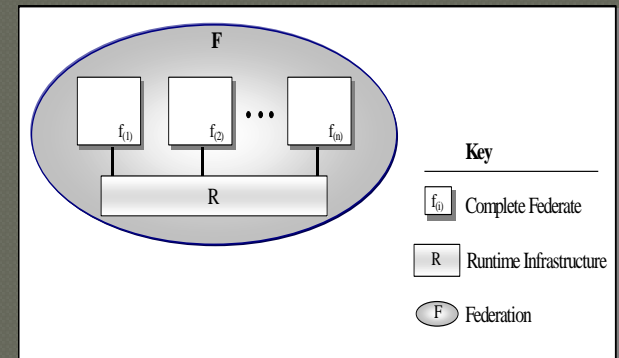 F
f(1) f(2) ••• f(n)
R
Key
f(i) Complete Federate
R Runtime Infrastructure
F Federation